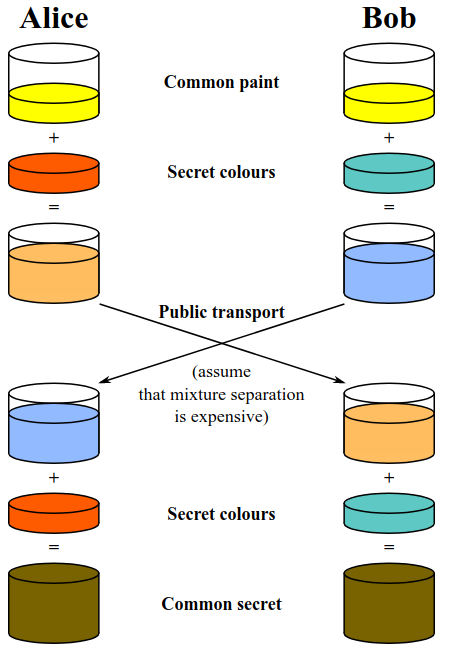 Alice Bob
Common paint
+ +
Secret colours
= =
Public transport
(assume
that mixture separation
is expensive)
+ +
Secret colours
= =
Common secret